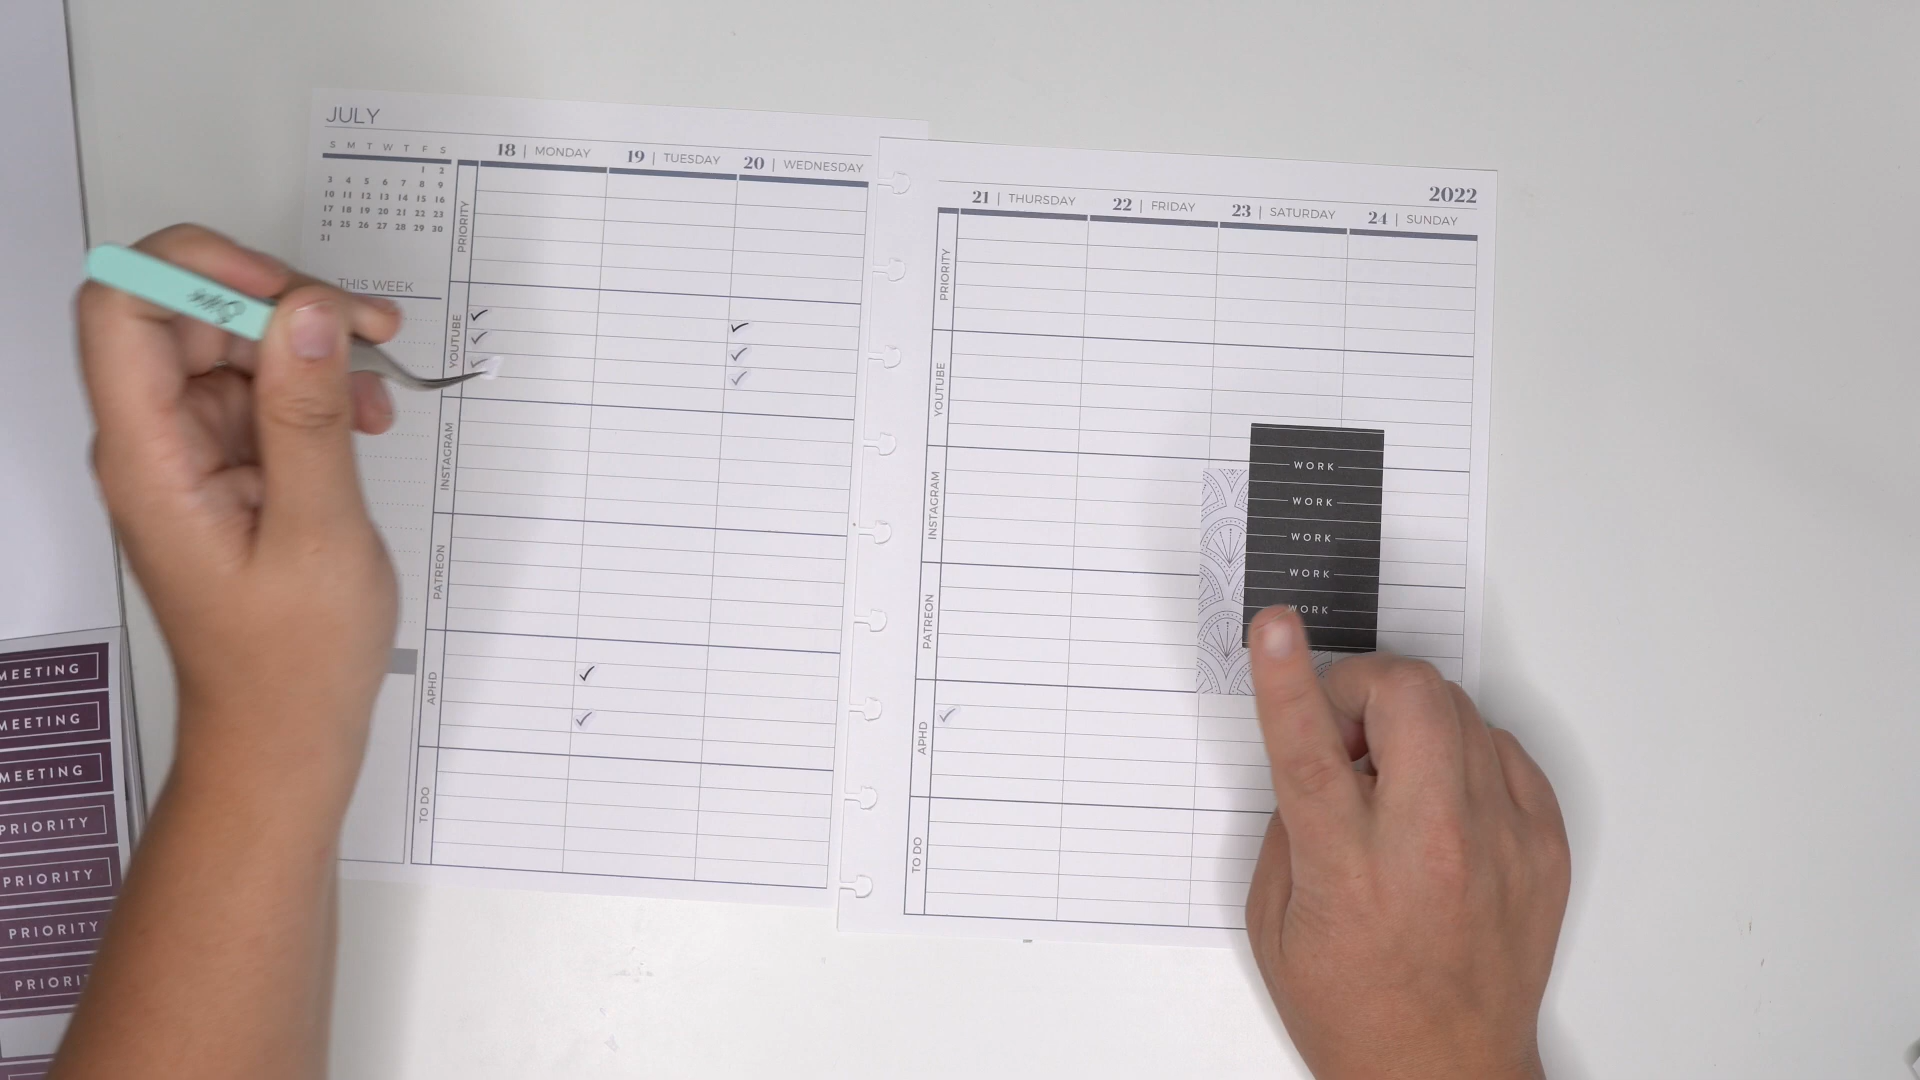 JULY
S M T W T F S
1 2
3 4 5 6 7 8 9
10 11 12 13 14 15 16
17 18 19 20 21 22 23
24 25 26 27 28 29 30
31
THIS WEEK
18 | MONDAY
19 | TUESDAY
20 | WEDNESDAY
PRIORITY
YOUTUBE
INSTAGRAM
PATREON
APHD
TO DO
2022
21 | THURSDAY
22 | FRIDAY
23 | SATURDAY
24 | SUNDAY
PRIORITY
YOUTUBE
INSTAGRAM
PATREON
APHD
TO DO
WORK
WORK
WORK
WORK
WORK
MEETING
MEETING
MEETING
PRIORITY
PRIORITY
PRIORITY
PRIORIT